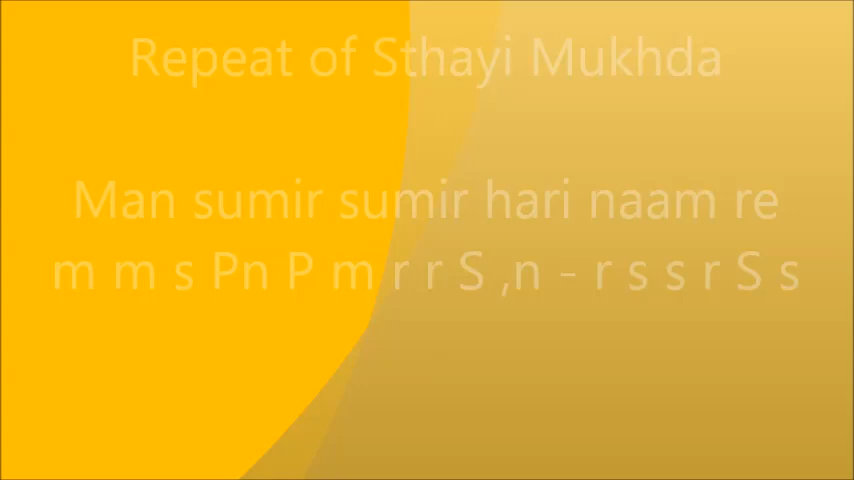 Repeat of Sthayi Mukhda
Man sumir sumir hari naam re
m m s Pn P m r r S ,n - r s s r S s